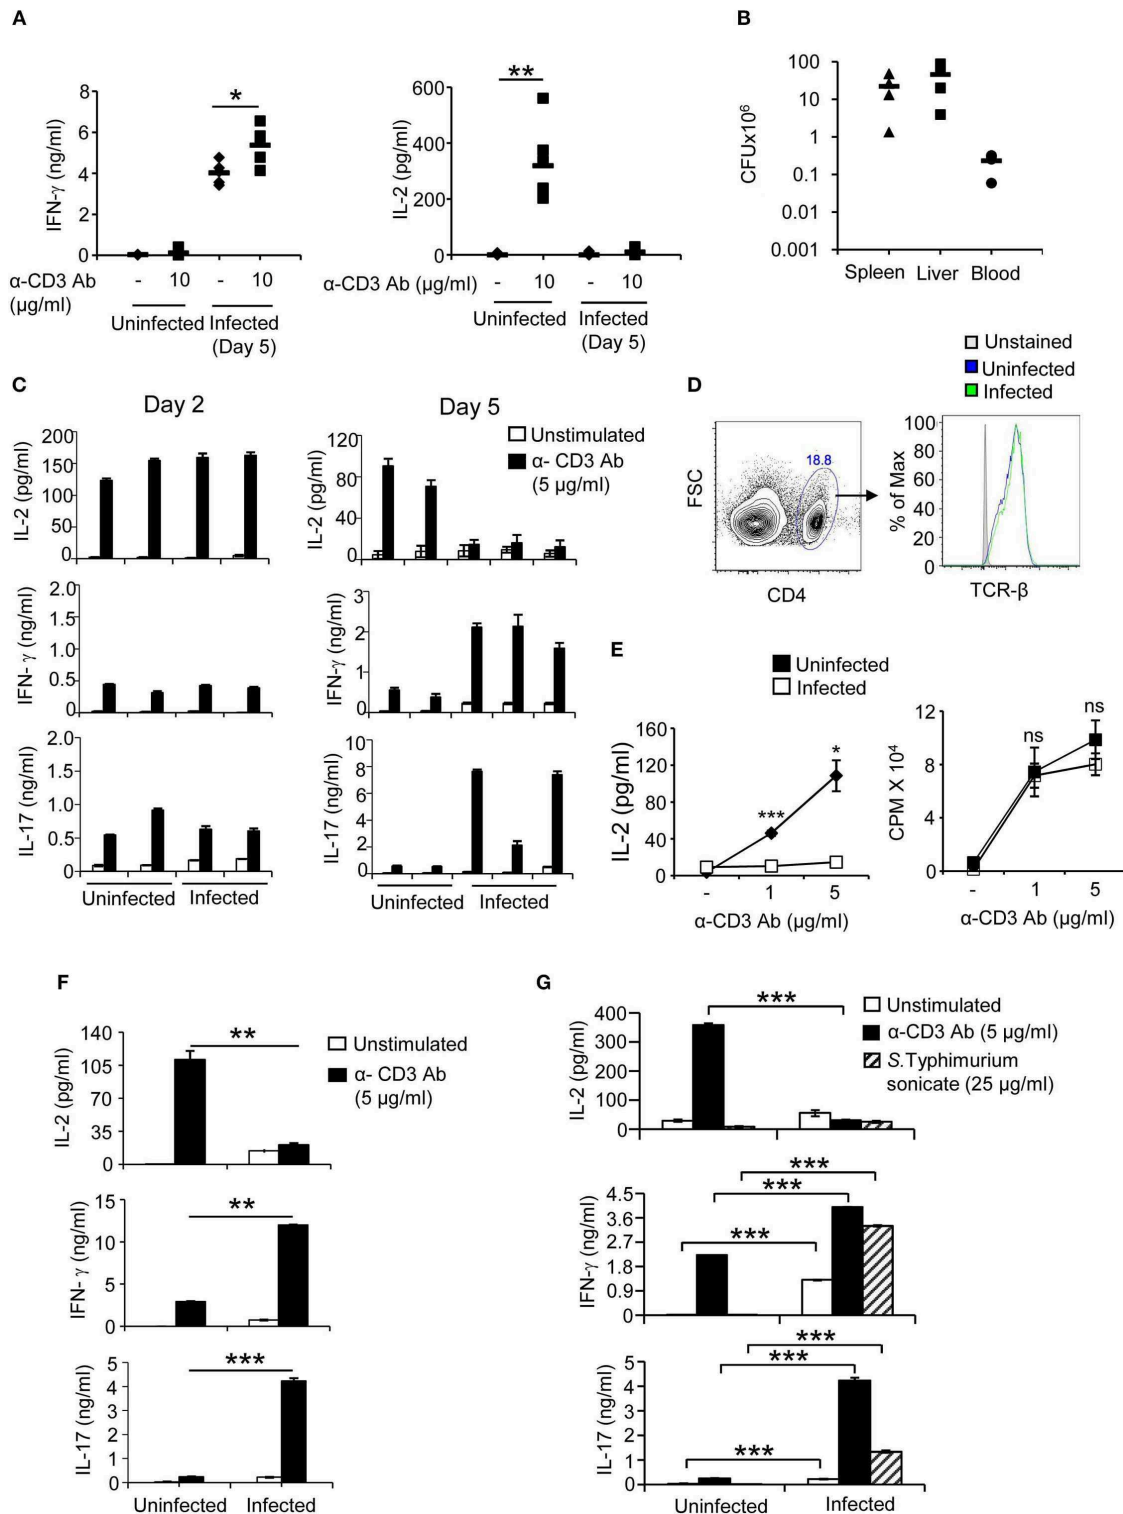 A
IFN-γ (ng/ml)
8
6
4
2
0
*
α-CD3 Ab
(µg/ml)
- 10 - 10
Uninfected Infected
(Day 5)
IL-2 (pg/ml)
600
400
200
0
**
α-CD3 Ab (µg/ml)
- 10 - 10
Uninfected Infected
(Day 5)
B
CFUx10⁶
100
10
1
0.1
0.01
0.001
Spleen Liver Blood
C
Day 2
IL-2 (pg/ml)
200
150
100
50
0
IFN- γ (ng/ml)
2.0
1.5
1.0
0.5
0
IL-17 (ng/ml)
2.0
1.5
1.0
0.5
0
Uninfected Infected
Day 5
Unstimulated
α- CD3 Ab
(5 µg/ml)
IL-2 (pg/ml)
120
80
40
0
IFN-γ (ng/ml)
3
2
1
0
IL-17 (ng/ml)
10
8
6
4
2
0
Uninfected Infected
D
Unstained
Uninfected
Infected
FSC
18.8
CD4
% of Max
100
80
60
40
20
0
TCR-β
E
Uninfected
Infected
IL-2 (pg/ml)
160
120
80
40
0
***
*
- 1 5
α-CD3 Ab (µg/ml)
CPM X 10⁴
12
8
4
0
ns
ns
- 1 5
α-CD3 Ab (µg/ml)
F
Unstimulated
α- CD3 Ab
(5 µg/ml)
IL-2 (pg/ml)
140
105
70
35
0
**
IFN- γ (ng/ml)
15
10
5
0
**
IL-17 (ng/ml)
5
4
3
2
1
0
***
Uninfected Infected
G
Unstimulated
α-CD3 Ab (5 µg/ml)
S.Typhimurium
sonicate (25 µg/ml)
IL-2 (pg/ml)
400
300
200
100
0
***
IFN-γ (ng/ml)
4.5
3.6
2.7
1.8
0.9
0
***
***
***
IL-17 (ng/ml)
5
4
3
2
1
0
***
***
***
Uninfected Infected